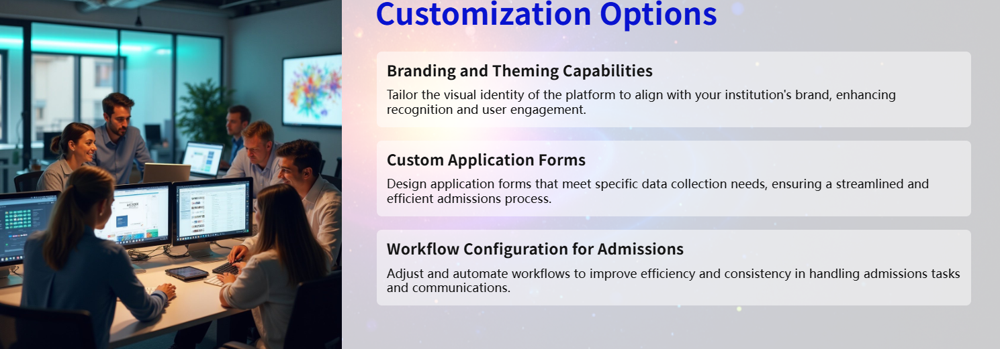 Customization Options
Branding and Theming Capabilities
Tailor the visual identity of the platform to align with your institution's brand, enhancing
recognition and user engagement.
Custom Application Forms
Design application forms that meet specific data collection needs, ensuring a streamlined and
efficient admissions process.
Workflow Configuration for Admissions
Adjust and automate workflows to improve efficiency and consistency in handling admissions tasks
and communications.